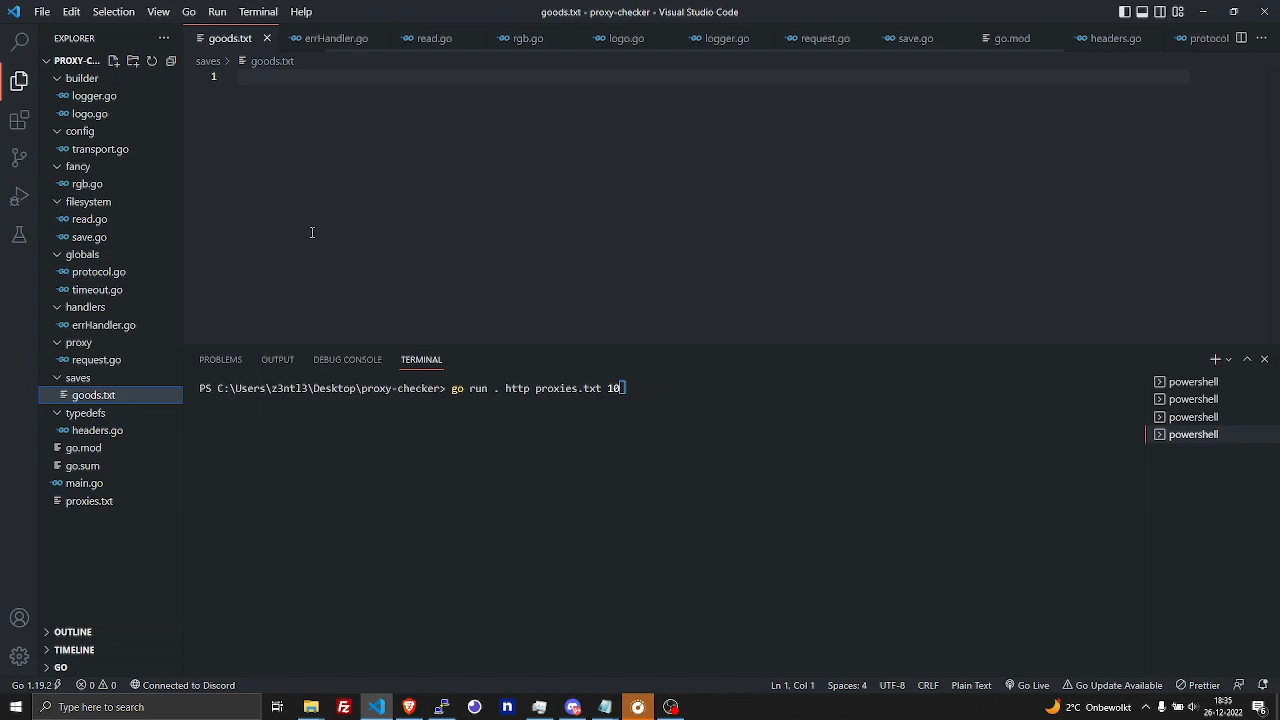 File Edit Selection View Go Run Terminal Help
goods.txt - proxy-checker - Visual Studio Code
EXPLORER
PROXY-C...
builder
logger.go
logo.go
config
transport.go
fancy
rgb.go
filesystem
read.go
save.go
globals
protocol.go
timeout.go
handlers
errHandler.go
proxy
request.go
saves
goods.txt
typedefs
headers.go
go.mod
go.sum
main.go
proxies.txt
OUTLINE
TIMELINE
GO
goods.txt errHandler.go read.go rgb.go logo.go logger.go request.go save.go go.mod headers.go protocol
saves goods.txt
1
PROBLEMS OUTPUT DEBUG CONSOLE TERMINAL
PS C:\Users\z3ntl3\Desktop\proxy-checker> go run . http proxies.txt 10
powershell
powershell
powershell
powershell
Go 1.19.2 0 0 Connected to Discord
Ln 1, Col 1 Spaces: 4 UTF-8 CRLF Plain Text Go Live Go Update Available Prettier
Type here to search
2°C Onbewolkt
18:35
26-12-2022